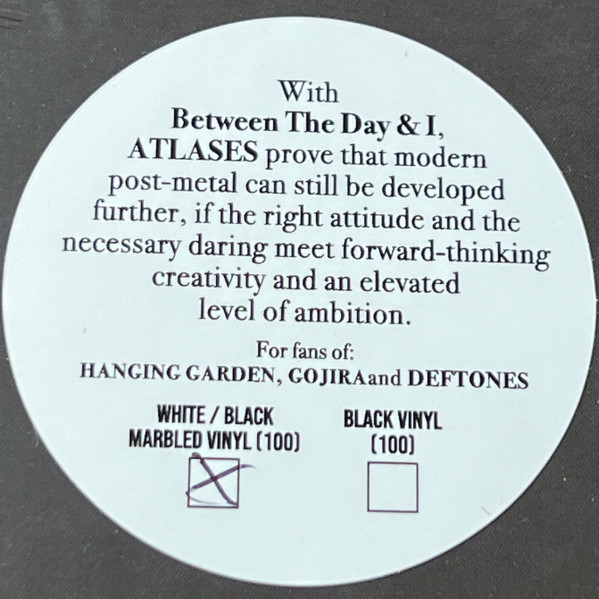 With
Between The Day & I,
ATLASES prove that modern
post-metal can still be developed
further, if the right attitude and the
necessary daring meet forward-thinking
creativity and an elevated
level of ambition.
For fans of:
HANGING GARDEN, GOJIRAand DEFTONES
WHITE / BLACK
MARBLED VINYL (100)
BLACK VINYL
(100)